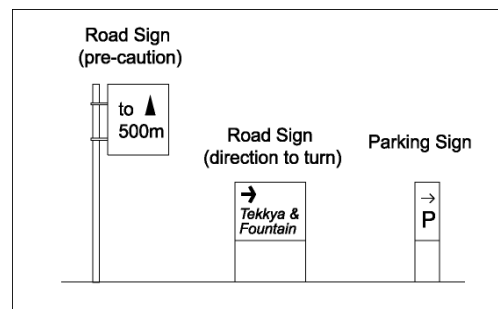 Road Sign
(pre-caution)
to
500m
Road Sign
(direction to turn)
→
Tekkya &
Fountain
Parking Sign
→
P